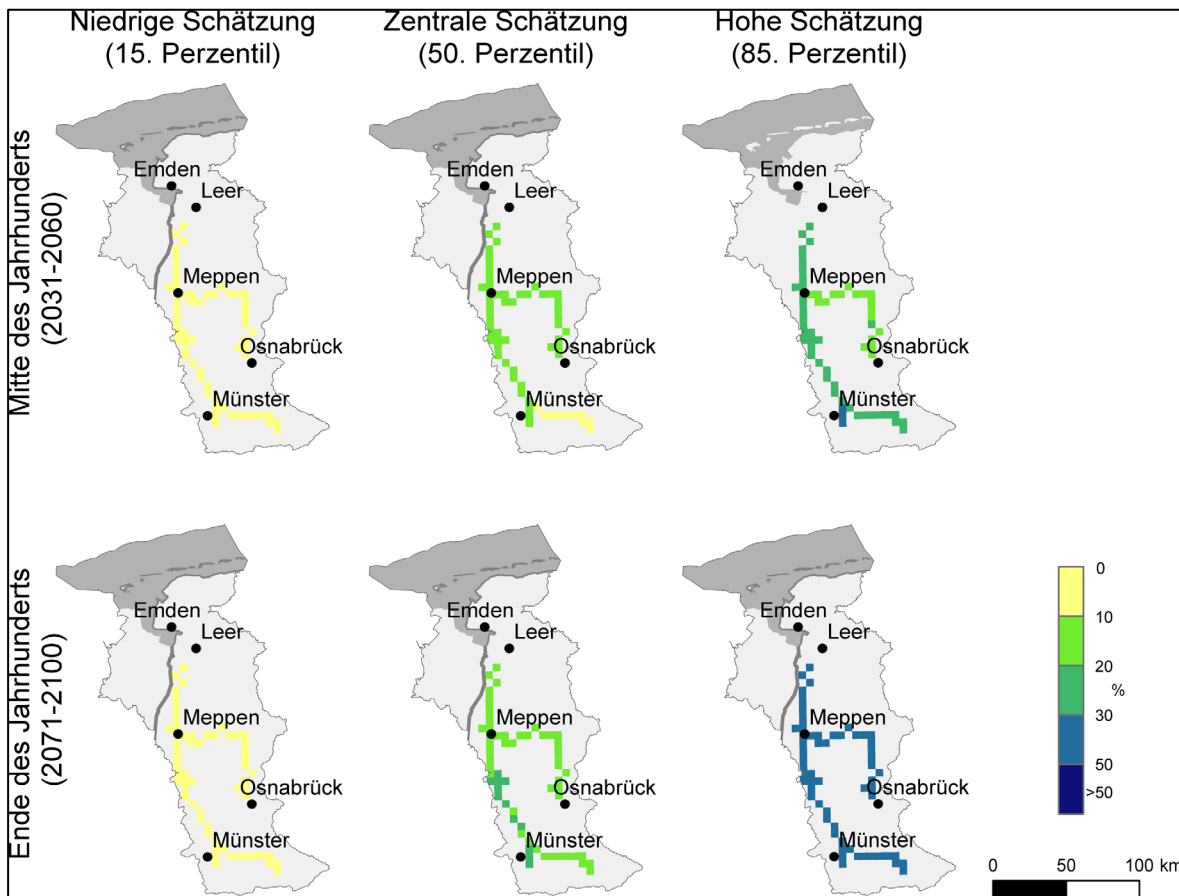 Niedrige Schätzung
(15. Perzentil)
Zentrale Schätzung
(50. Perzentil)
Hohe Schätzung
(85. Perzentil)
Mitte des Jahrhunderts
(2031-2060)
Emden
Leer
Meppen
Osnabrück
Münster
Emden
Leer
Meppen
Osnabrück
Münster
Emden
Leer
Meppen
Osnabrück
Münster
Ende des Jahrhunderts
(2071-2100)
Emden
Leer
Meppen
Osnabrück
Münster
Emden
Leer
Meppen
Osnabrück
Münster
Emden
Leer
Meppen
Osnabrück
Münster
0
10
20
%
30
50
>50
0 50 100 km